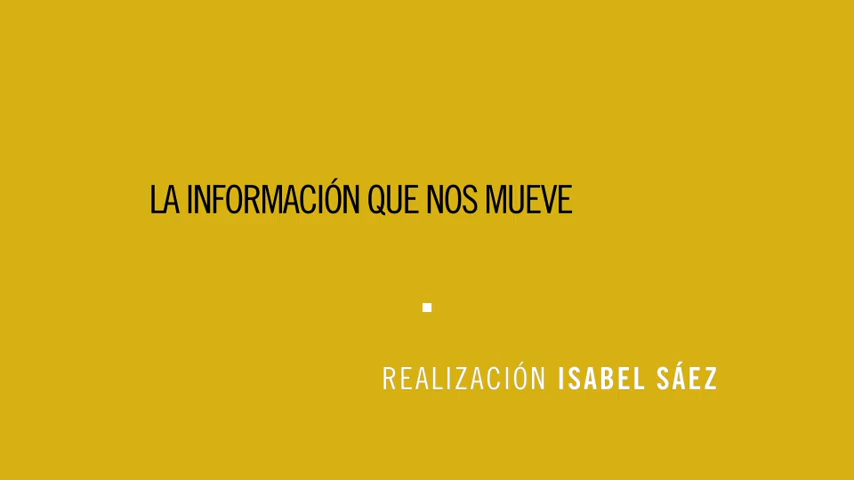 LA INFORMACIÓN QUE NOS MUEVE
REALIZACIÓN ISABEL SÁEZ